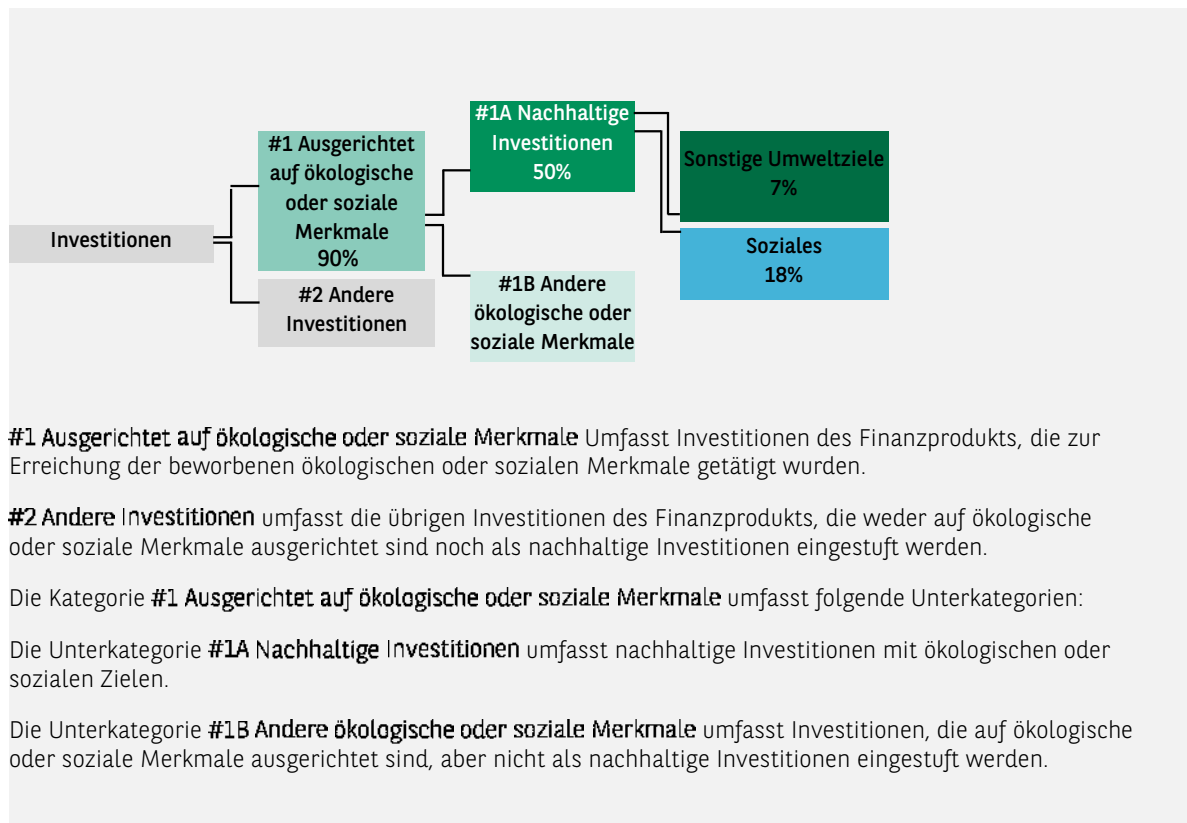 #1A Nachhaltige
Investitionen
50%
#1 Ausgerichtet
auf ökologische
oder soziale
Merkmale
90%
Sonstige Umweltziele
7%
Investitionen
Soziales
18%
#2 Andere
Investitionen
#1B Andere
ökologische oder
soziale Merkmale
#1 Ausgerichtet auf ökologische oder soziale Merkmale Umfasst Investitionen des Finanzprodukts, die zur
Erreichung der beworbenen ökologischen oder sozialen Merkmale getätigt wurden.
#2 Andere Investitionen umfasst die übrigen Investitionen des Finanzprodukts, die weder auf ökologische
oder soziale Merkmale ausgerichtet sind noch als nachhaltige Investitionen eingestuft werden.
Die Kategorie #1 Ausgerichtet auf ökologische oder soziale Merkmale umfasst folgende Unterkategorien:
Die Unterkategorie #1A Nachhaltige Investitionen umfasst nachhaltige Investitionen mit ökologischen oder
sozialen Zielen.
Die Unterkategorie #1B Andere ökologische oder soziale Merkmale umfasst Investitionen, die auf ökologische
oder soziale Merkmale ausgerichtet sind, aber nicht als nachhaltige Investitionen eingestuft werden.